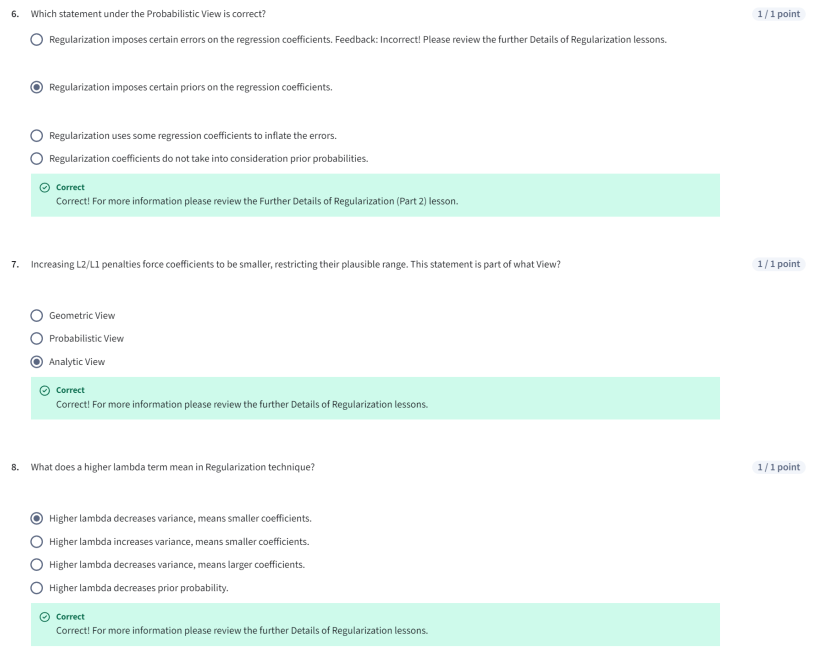 6. Which statement under the Probabilistic View is correct? 1 / 1 point
Regularization imposes certain errors on the regression coefficients. Feedback: Incorrect! Please review the further Details of Regularization lessons.
Regularization imposes certain priors on the regression coefficients.
Regularization uses some regression coefficients to inflate the errors.
Regularization coefficients do not take into consideration prior probabilities.
Correct
Correct! For more information please review the Further Details of Regularization (Part 2) lesson.
7. Increasing L2/L1 penalties force coefficients to be smaller, restricting their plausible range. This statement is part of what View? 1 / 1 point
Geometric View
Probabilistic View
Analytic View
Correct
Correct! For more information please review the further Details of Regularization lessons.
8. What does a higher lambda term mean in Regularization technique? 1 / 1 point
Higher lambda decreases variance, means smaller coefficients.
Higher lambda increases variance, means smaller coefficients.
Higher lambda decreases variance, means larger coefficients.
Higher lambda decreases prior probability.
Correct
Correct! For more information please review the further Details of Regularization lessons.